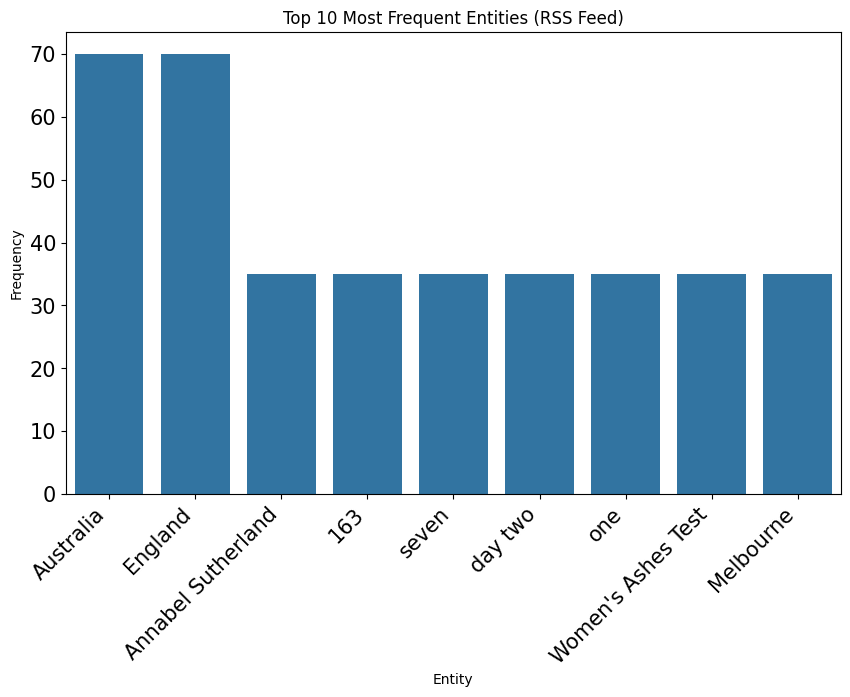 Top 10 Most Frequent Entities (RSS Feed)
Frequency
70
60
50
40
30
20
10
0
Australia
England
Annabel Sutherland
163
seven
day two
one
Women's Ashes Test
Melbourne
Entity